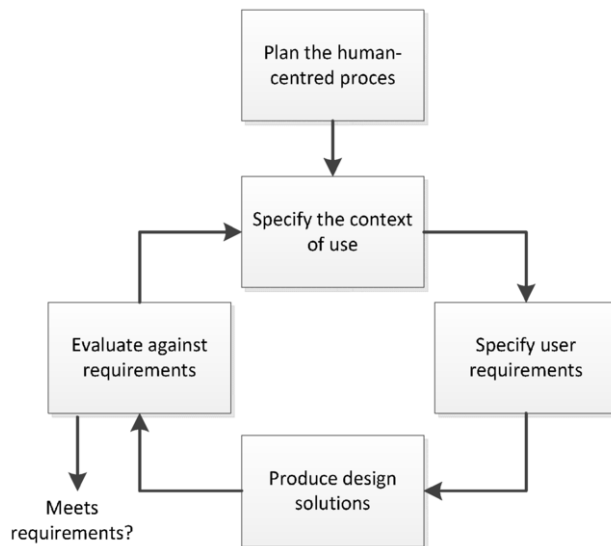 Plan the human-
centred proces
Specify the context
of use
Evaluate against
requirements
Specify user
requirements
Produce design
solutions
Meets
requirements?